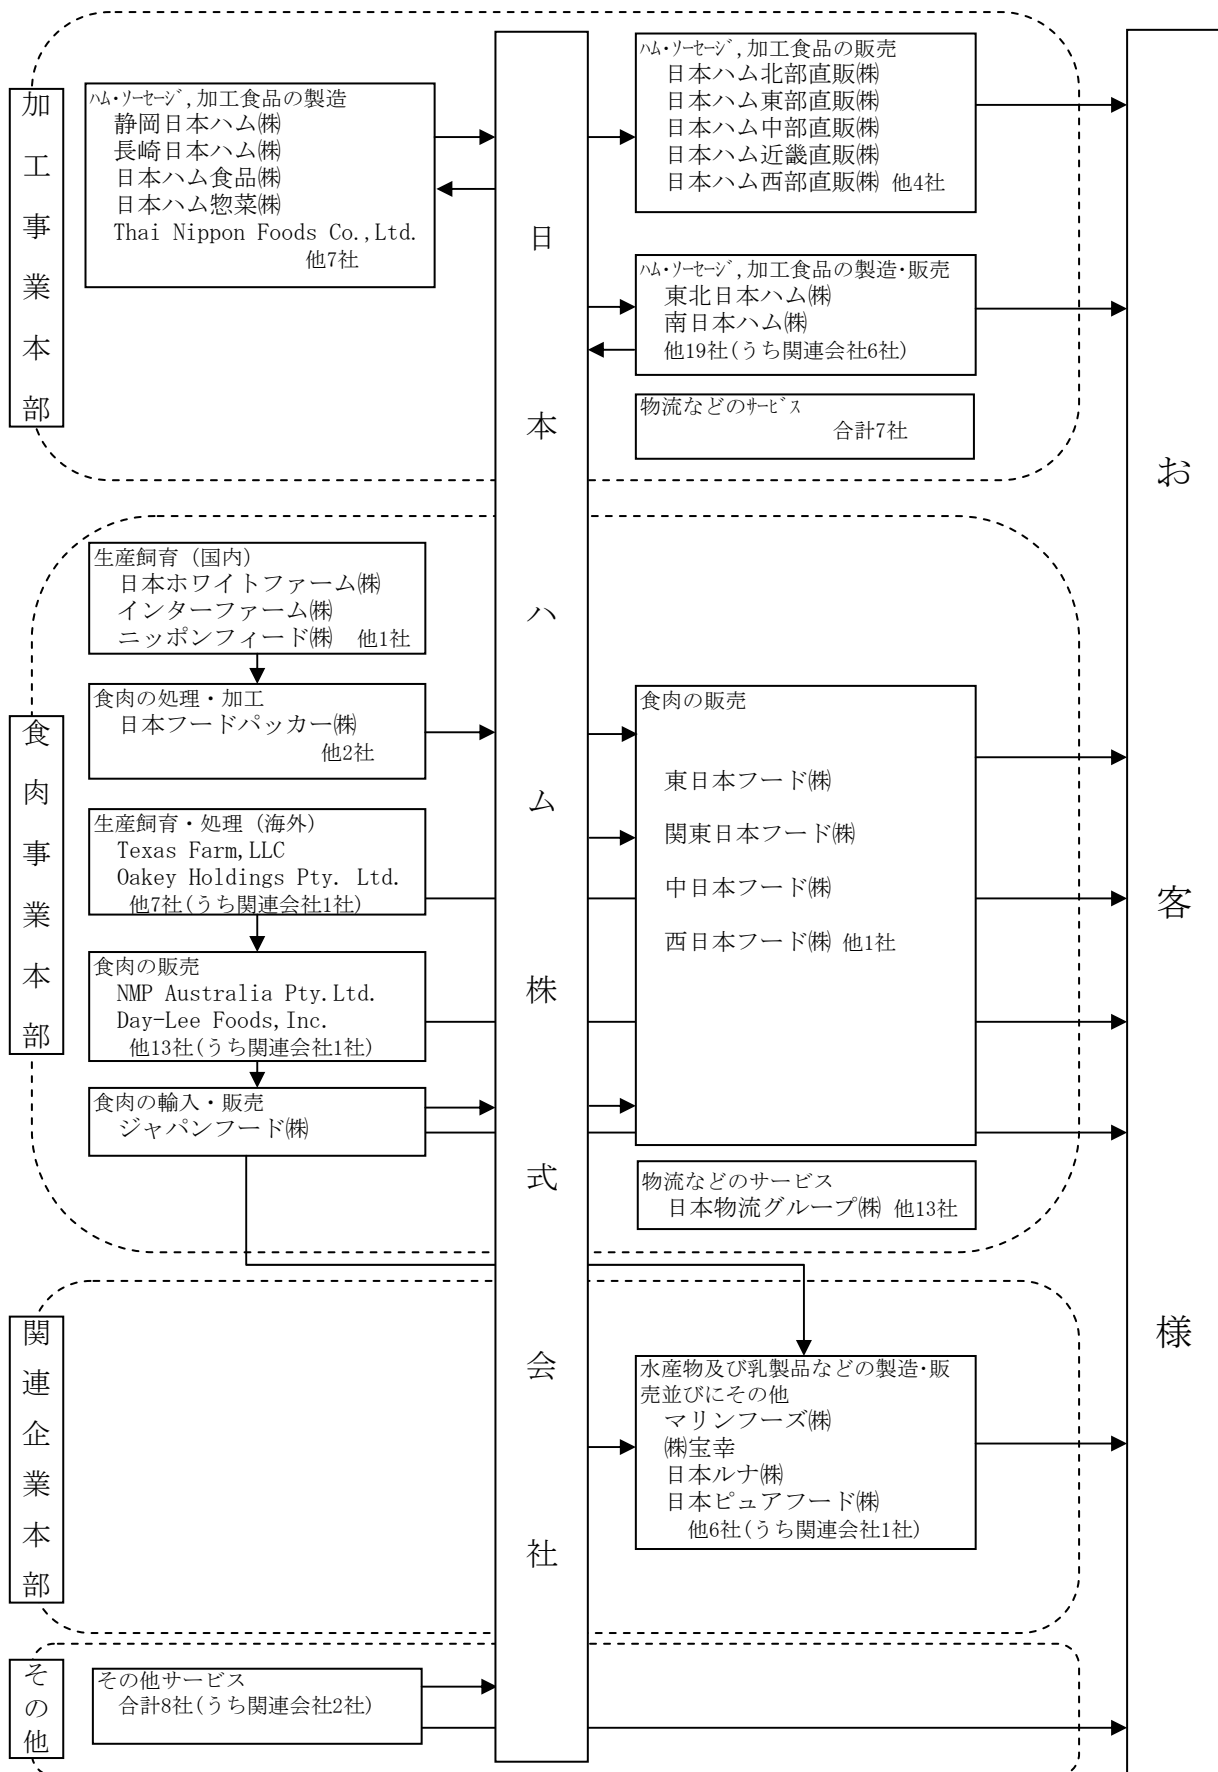 加工事業本部
ﾊﾑ・ｿｰｾｰｼﾞ,加工食品の製造
静岡日本ハム㈱
長崎日本ハム㈱
日本ハム食品㈱
日本ハム惣菜㈱
Thai Nippon Foods Co.,Ltd.
他7社
ﾊﾑ・ｿｰｾｰｼﾞ,加工食品の販売
日本ハム北部直販㈱
日本ハム東部直販㈱
日本ハム中部直販㈱
日本ハム近畿直販㈱
日本ハム西部直販㈱ 他4社
ﾊﾑ・ｿｰｾｰｼﾞ,加工食品の製造・販売
東北日本ハム㈱
南日本ハム㈱
他19社(うち関連会社6社)
物流などのｻｰﾋﾞｽ
合計7社
日本ハム株式会社
お客様
食肉事業本部
生産飼育（国内）
日本ホワイトファーム㈱
インターファーム㈱
ニッポンフィード㈱ 他1社
食肉の処理・加工
日本フードパッカー㈱
他2社
生産飼育・処理（海外）
Texas Farm,LLC
Oakey Holdings Pty. Ltd.
他7社(うち関連会社1社)
食肉の販売
NMP Australia Pty.Ltd.
Day-Lee Foods,Inc.
他13社(うち関連会社1社)
食肉の輸入・販売
ジャパンフード㈱
食肉の販売
東日本フード㈱
関東日本フード㈱
中日本フード㈱
西日本フード㈱ 他1社
物流などのサービス
日本物流グループ㈱ 他13社
関連企業本部
水産物及び乳製品などの製造・販
売並びにその他
マリンフーズ㈱
㈱宝幸
日本ルナ㈱
日本ピュアフード㈱
他6社(うち関連会社1社)
その他
その他サービス
合計8社(うち関連会社2社)